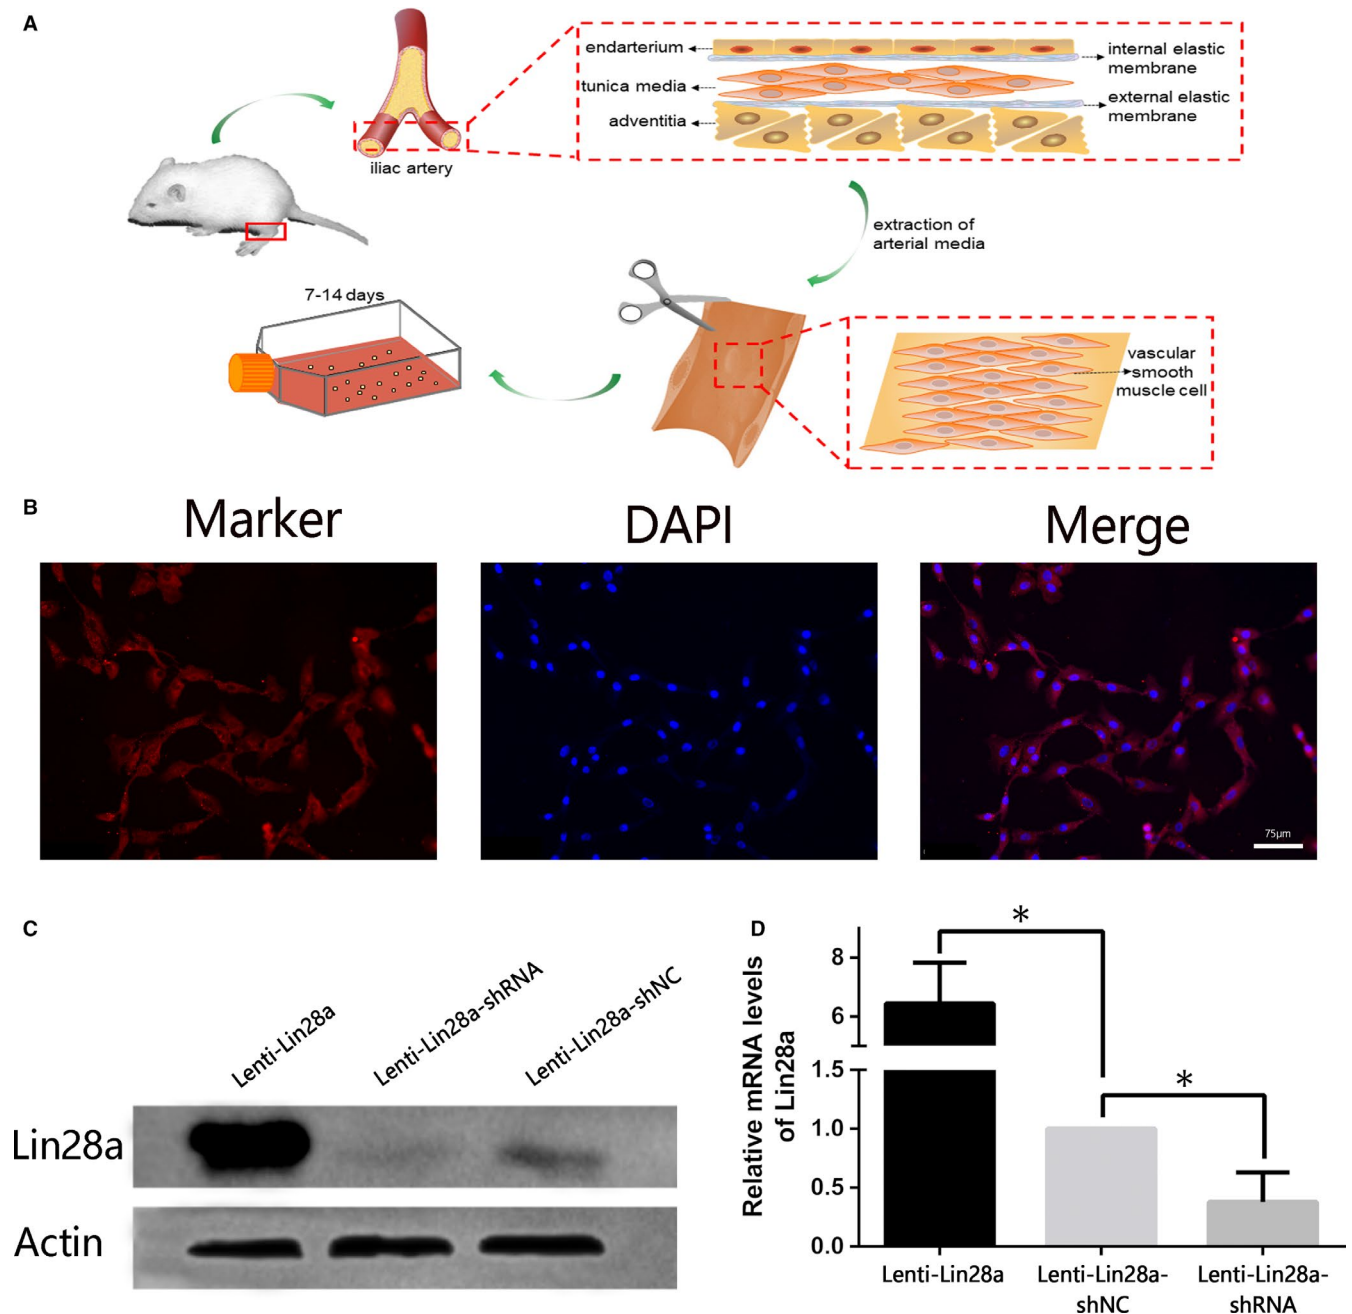 A
endarterium
internal elastic
membrane
tunica media
external elastic
membrane
adventitia
iliac artery
extraction of
arterial media
7-14 days
vascular
smooth
muscle cell
B
Marker
DAPI
Merge
75μm
C
Lenti-Lin28a
Lenti-Lin28a-shRNA
Lenti-Lin28a-shNC
Lin28a
Actin
D
*
*
Relative mRNA levels
of Lin28a
8
6
1.5
1.0
0.5
0.0
Lenti-Lin28a
Lenti-Lin28a-
shNC
Lenti-Lin28a-
shRNA